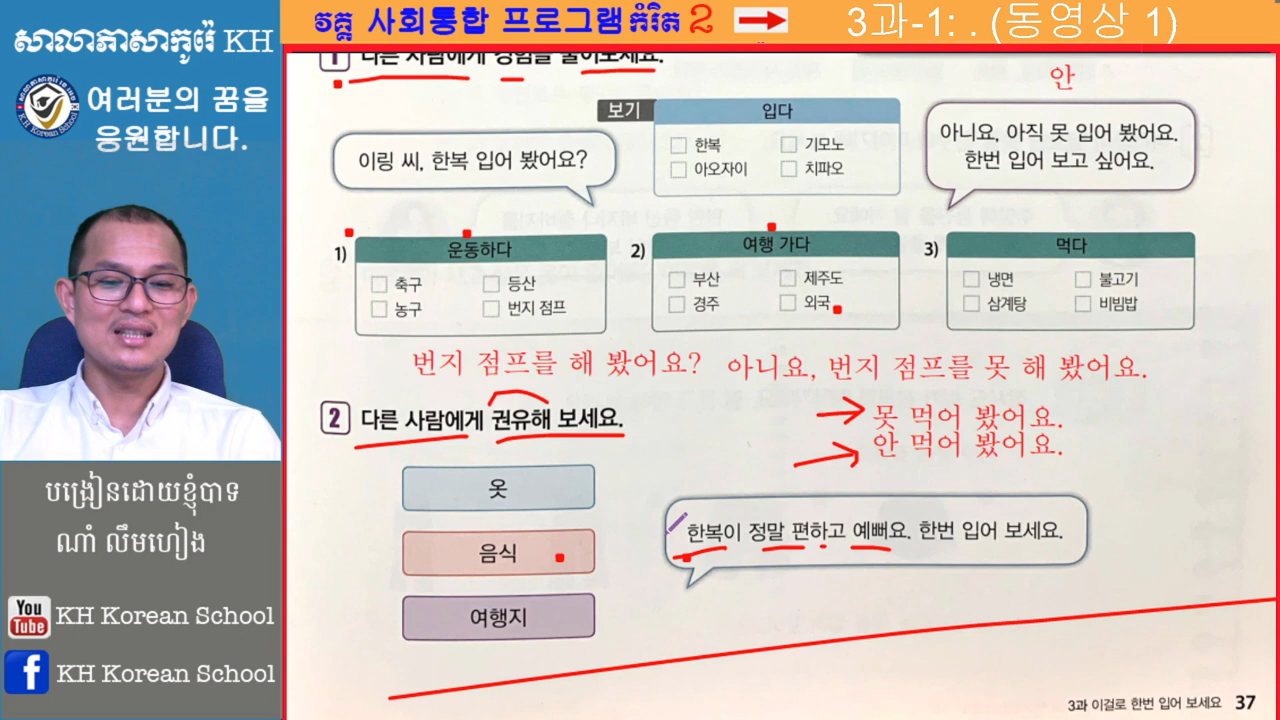 វគ្គ 사회통합 프로그램 កំរិត 2
3과-1: . (동영상 1)
សាលាភាសាកូរ៉េ KH
여러분의 꿈을
응원합니다.
1 다른 사람에게 경험을 물어보세요.
안
보기
입다
한복
기모노
아오자이
치파오
이링 씨, 한복 입어 봤어요?
아니요, 아직 못 입어 봤어요.
한번 입어 보고 싶어요.
1) 운동하다
축구
등산
농구
번지 점프
2) 여행 가다
부산
제주도
경주
외국
3) 먹다
냉면
불고기
삼계탕
비빔밥
번지 점프를 해 봤어요? 아니요, 번지 점프를 못 해 봤어요.
2 다른 사람에게 권유해 보세요.
못 먹어 봤어요.
안 먹어 봤어요.
옷
음식
여행지
한복이 정말 편하고 예뻐요. 한번 입어 보세요.
3과 이걸로 한번 입어 보세요 37
បង្រៀនដោយខ្ញុំបាទ
ណាំ លឹមហៀង
You Tube KH Korean School
f KH Korean School